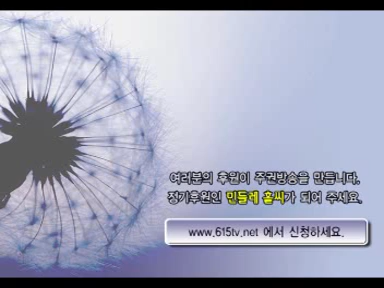 여러분의 후원이 주권방송을 만듭니다.
정기후원인 민들레 홀씨가 되어 주세요.
www.615tv.net 에서 신청하세요.